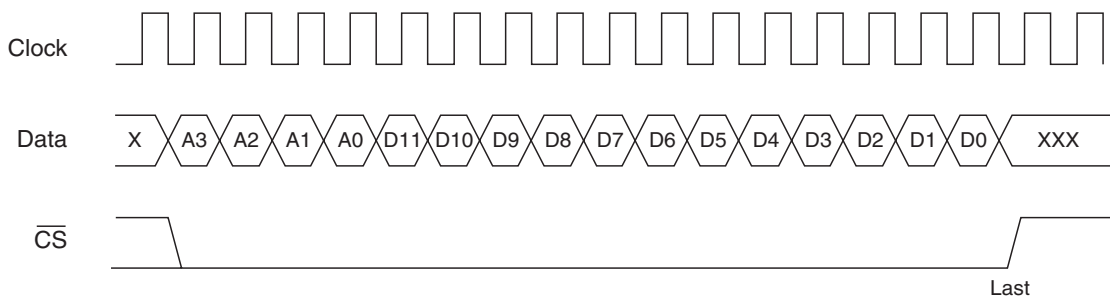 Clock
Data X A3 A2 A1 A0 D11 D10 D9 D8 D7 D6 D5 D4 D3 D2 D1 D0 XXX
CS
Last